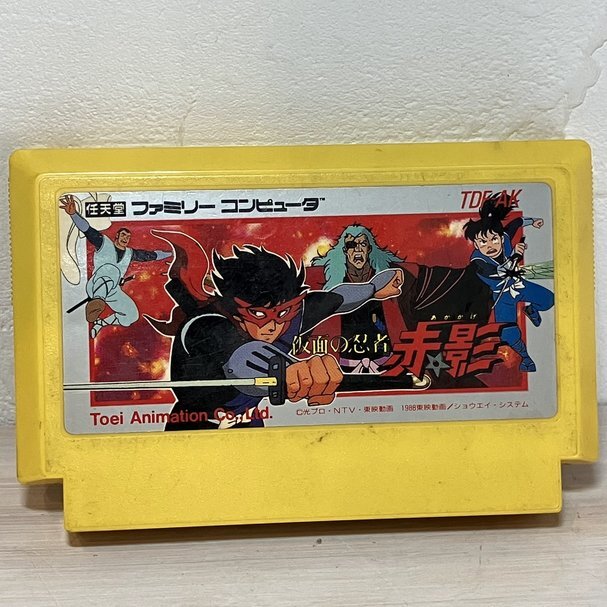 任天堂 ファミリー コンピュータ™
TDF-AK
仮面の忍者 赤影
あかかげ
Toei Animation Co., Ltd.
©光プロ・NTV・東映動画 1988東映動画/ショウエイ・システム